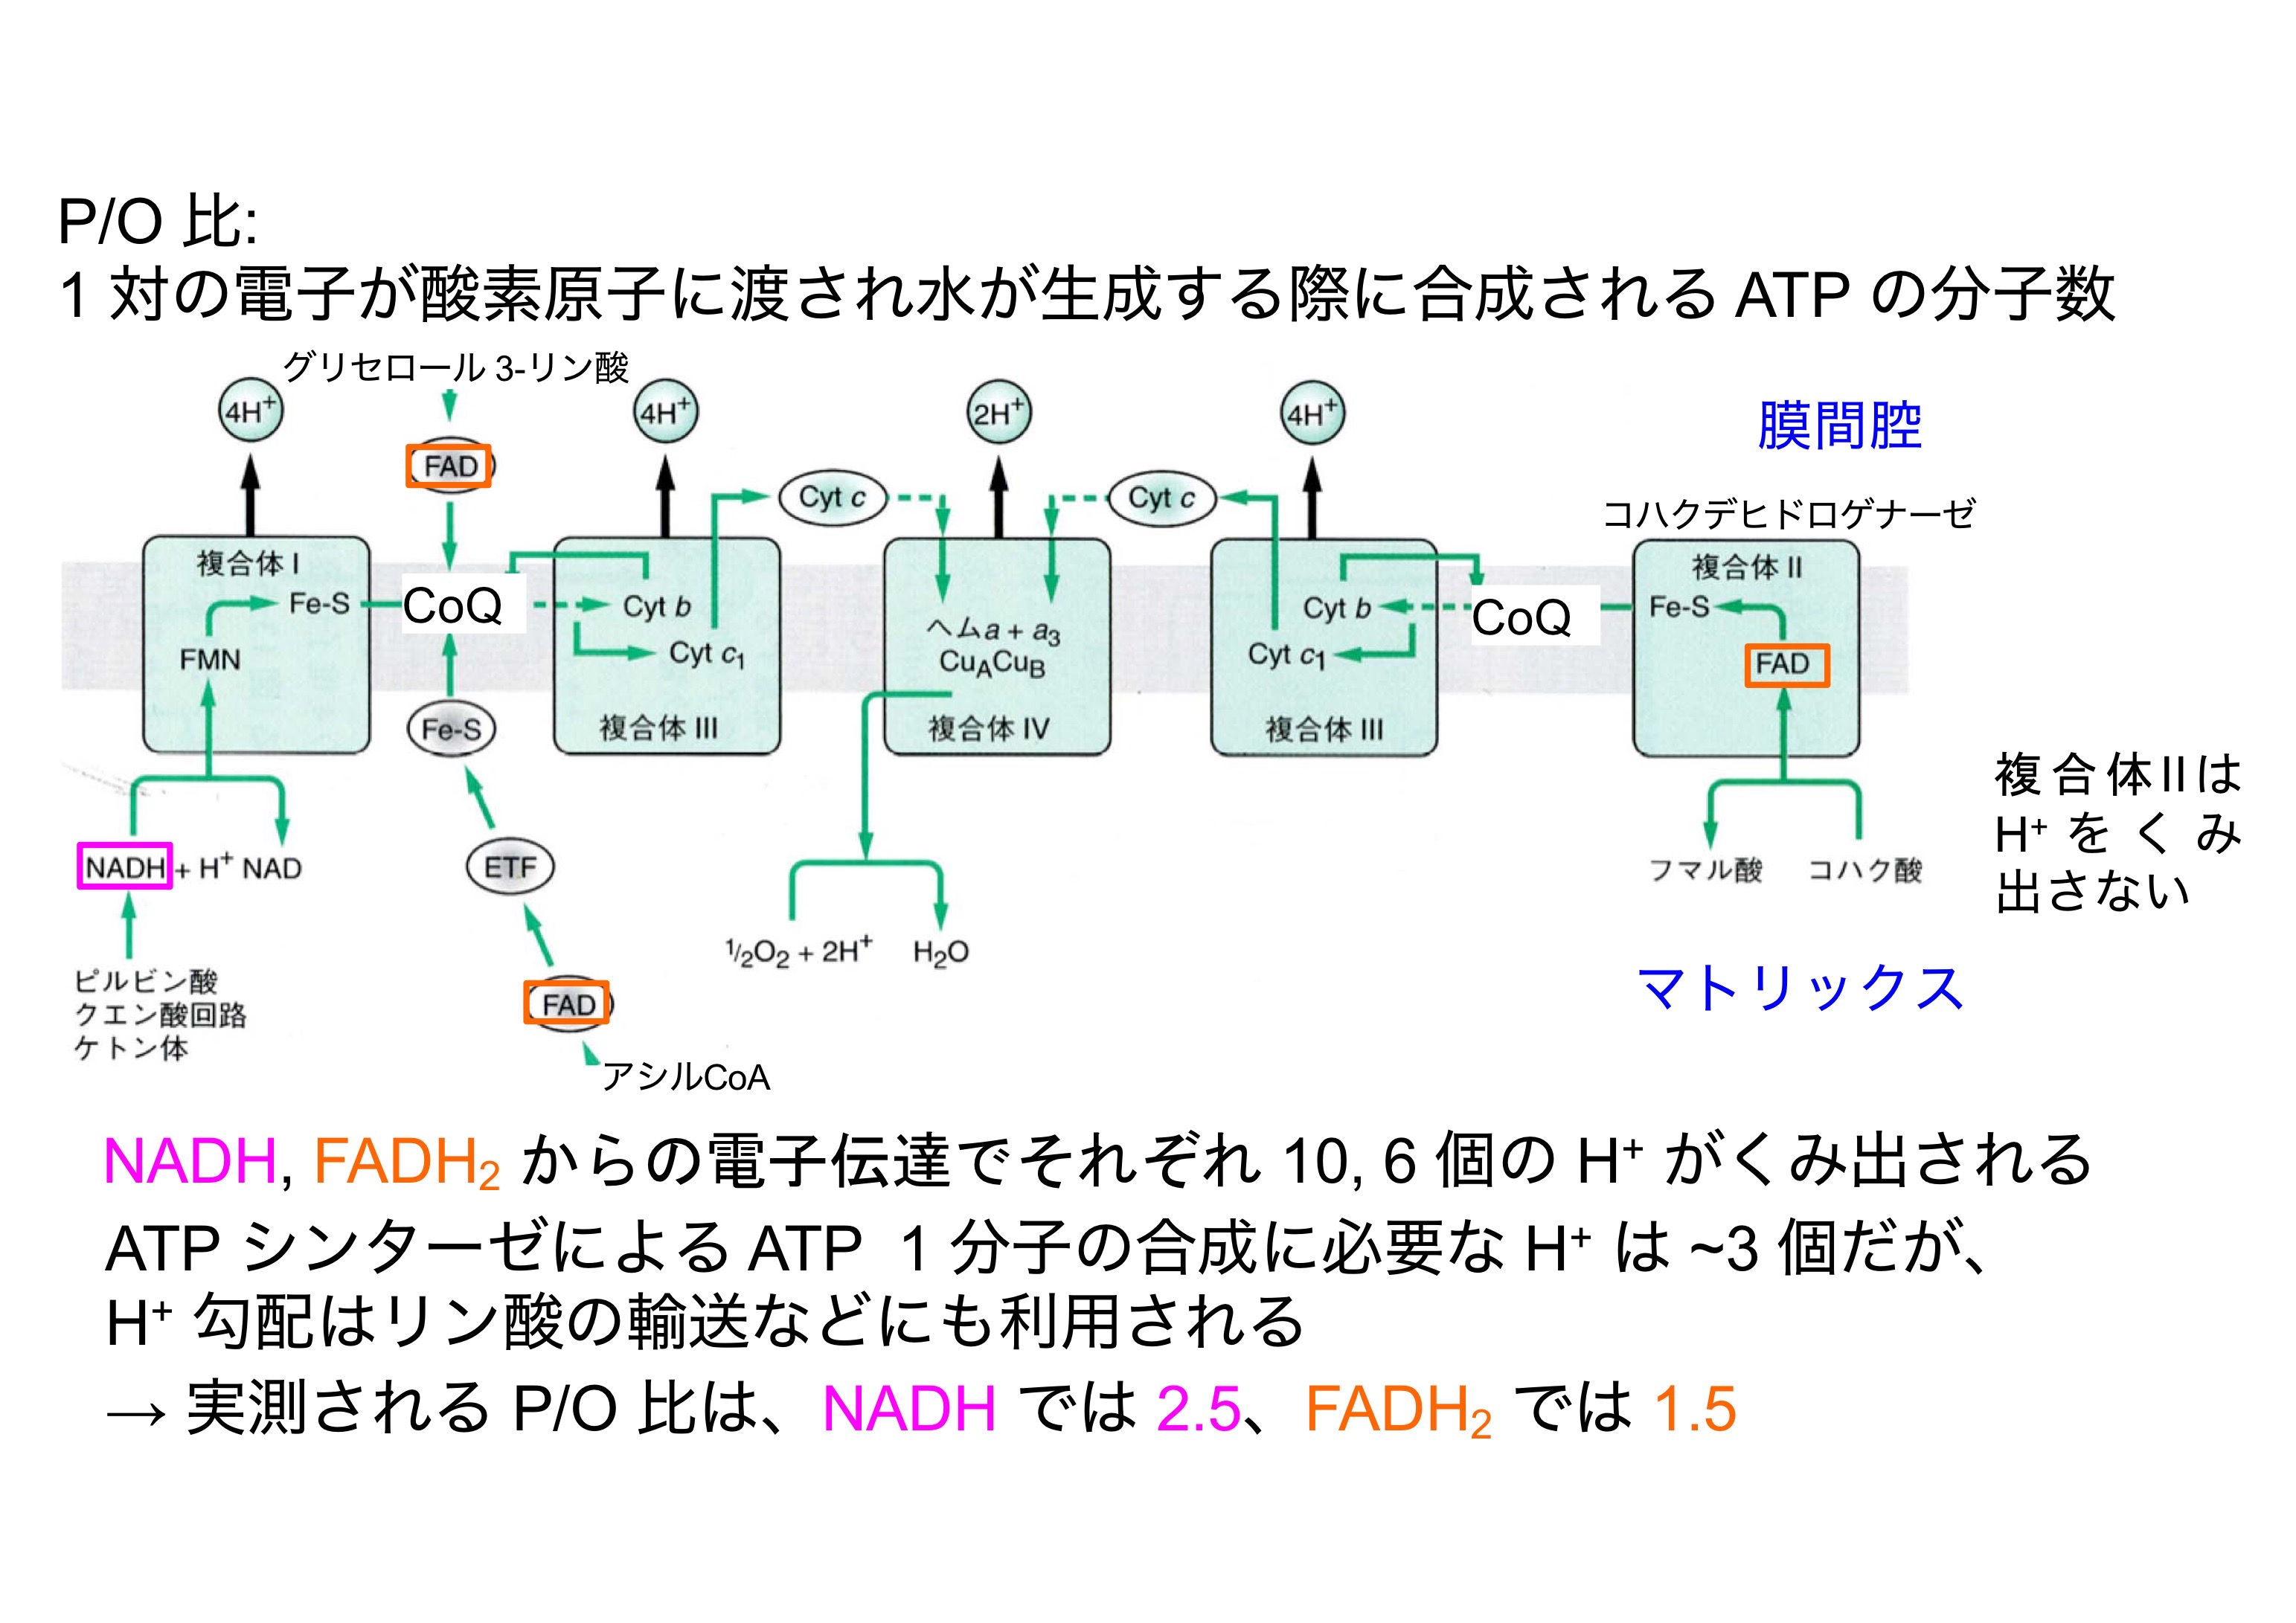 P/O 比:
1 対の電子が酸素原子に渡され水が生成する際に合成される ATP の分子数
グリセロール 3-リン酸
4H⁺
4H⁺
2H⁺
4H⁺
膜間腔
FAD
Cyt c
Cyt c
コハクデヒドロゲナーゼ
複合体 I
Fe-S
FMN
CoQ
Cyt b
Cyt c₁
複合体 III
ヘムa + a₃
Cu_A Cu_B
複合体 IV
Cyt b
Cyt c₁
複合体 III
CoQ
複合体 II
Fe-S
FAD
Fe-S
複合体IIは
H⁺ をくみ
出さない
NADH + H⁺ NAD
ETF
フマル酸
コハク酸
½O₂ + 2H⁺
H₂O
ピルビン酸
クエン酸回路
ケトン体
FAD
マトリックス
アシルCoA
NADH, FADH₂ からの電子伝達でそれぞれ 10, 6 個の H⁺ がくみ出される
ATP シンターゼによる ATP 1 分子の合成に必要な H⁺ は ~3 個だが、
H⁺ 勾配はリン酸の輸送などにも利用される
→ 実測される P/O 比は、NADH では 2.5、FADH₂ では 1.5